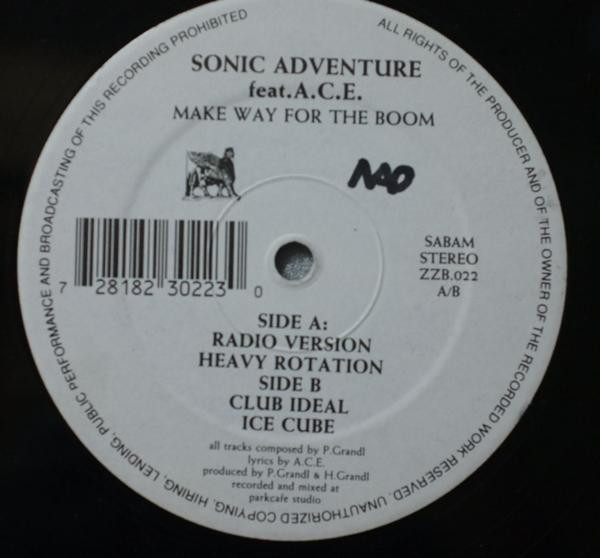 SONIC ADVENTURE
feat.A.C.E.
MAKE WAY FOR THE BOOM
SABAM
STEREO
ZZB.022
A/B
7 28182 30223 0
SIDE A:
RADIO VERSION
HEAVY ROTATION
SIDE B
CLUB IDEAL
ICE CUBE
all tracks composed by P.Grandl
lyrics by A.C.E.
produced by P.Grandl & H.Grandl
recorded and mixed at
parkcafe studio
ALL RIGHTS OF THE PRODUCER AND OF THE OWNER OF THE RECORDED WORK RESERVED. UNAUTHORIZED COPYING, HIRING, LENDING, PUBLIC PERFORMANCE AND BROADCASTING OF THIS RECORDING PROHIBITED